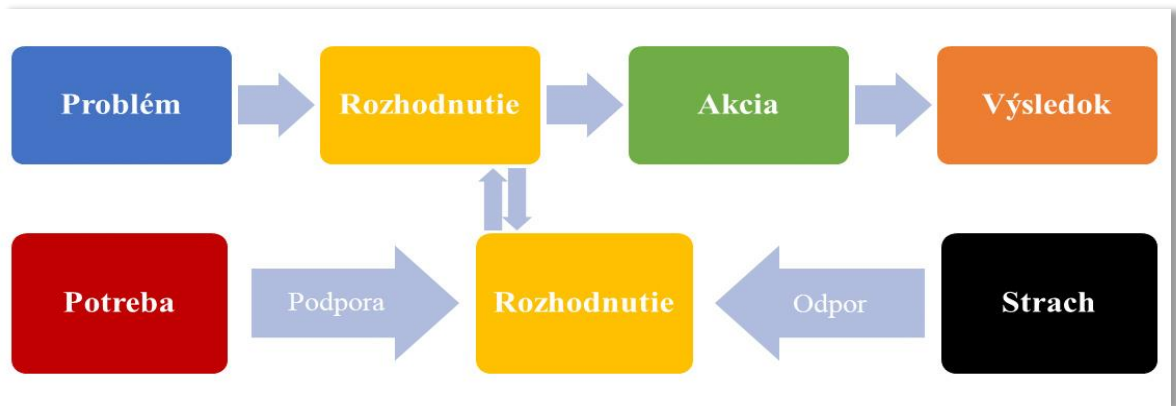 Problém
Rozhodnutie
Akcia
Výsledok
Potreba
Podpora
Rozhodnutie
Odpor
Strach